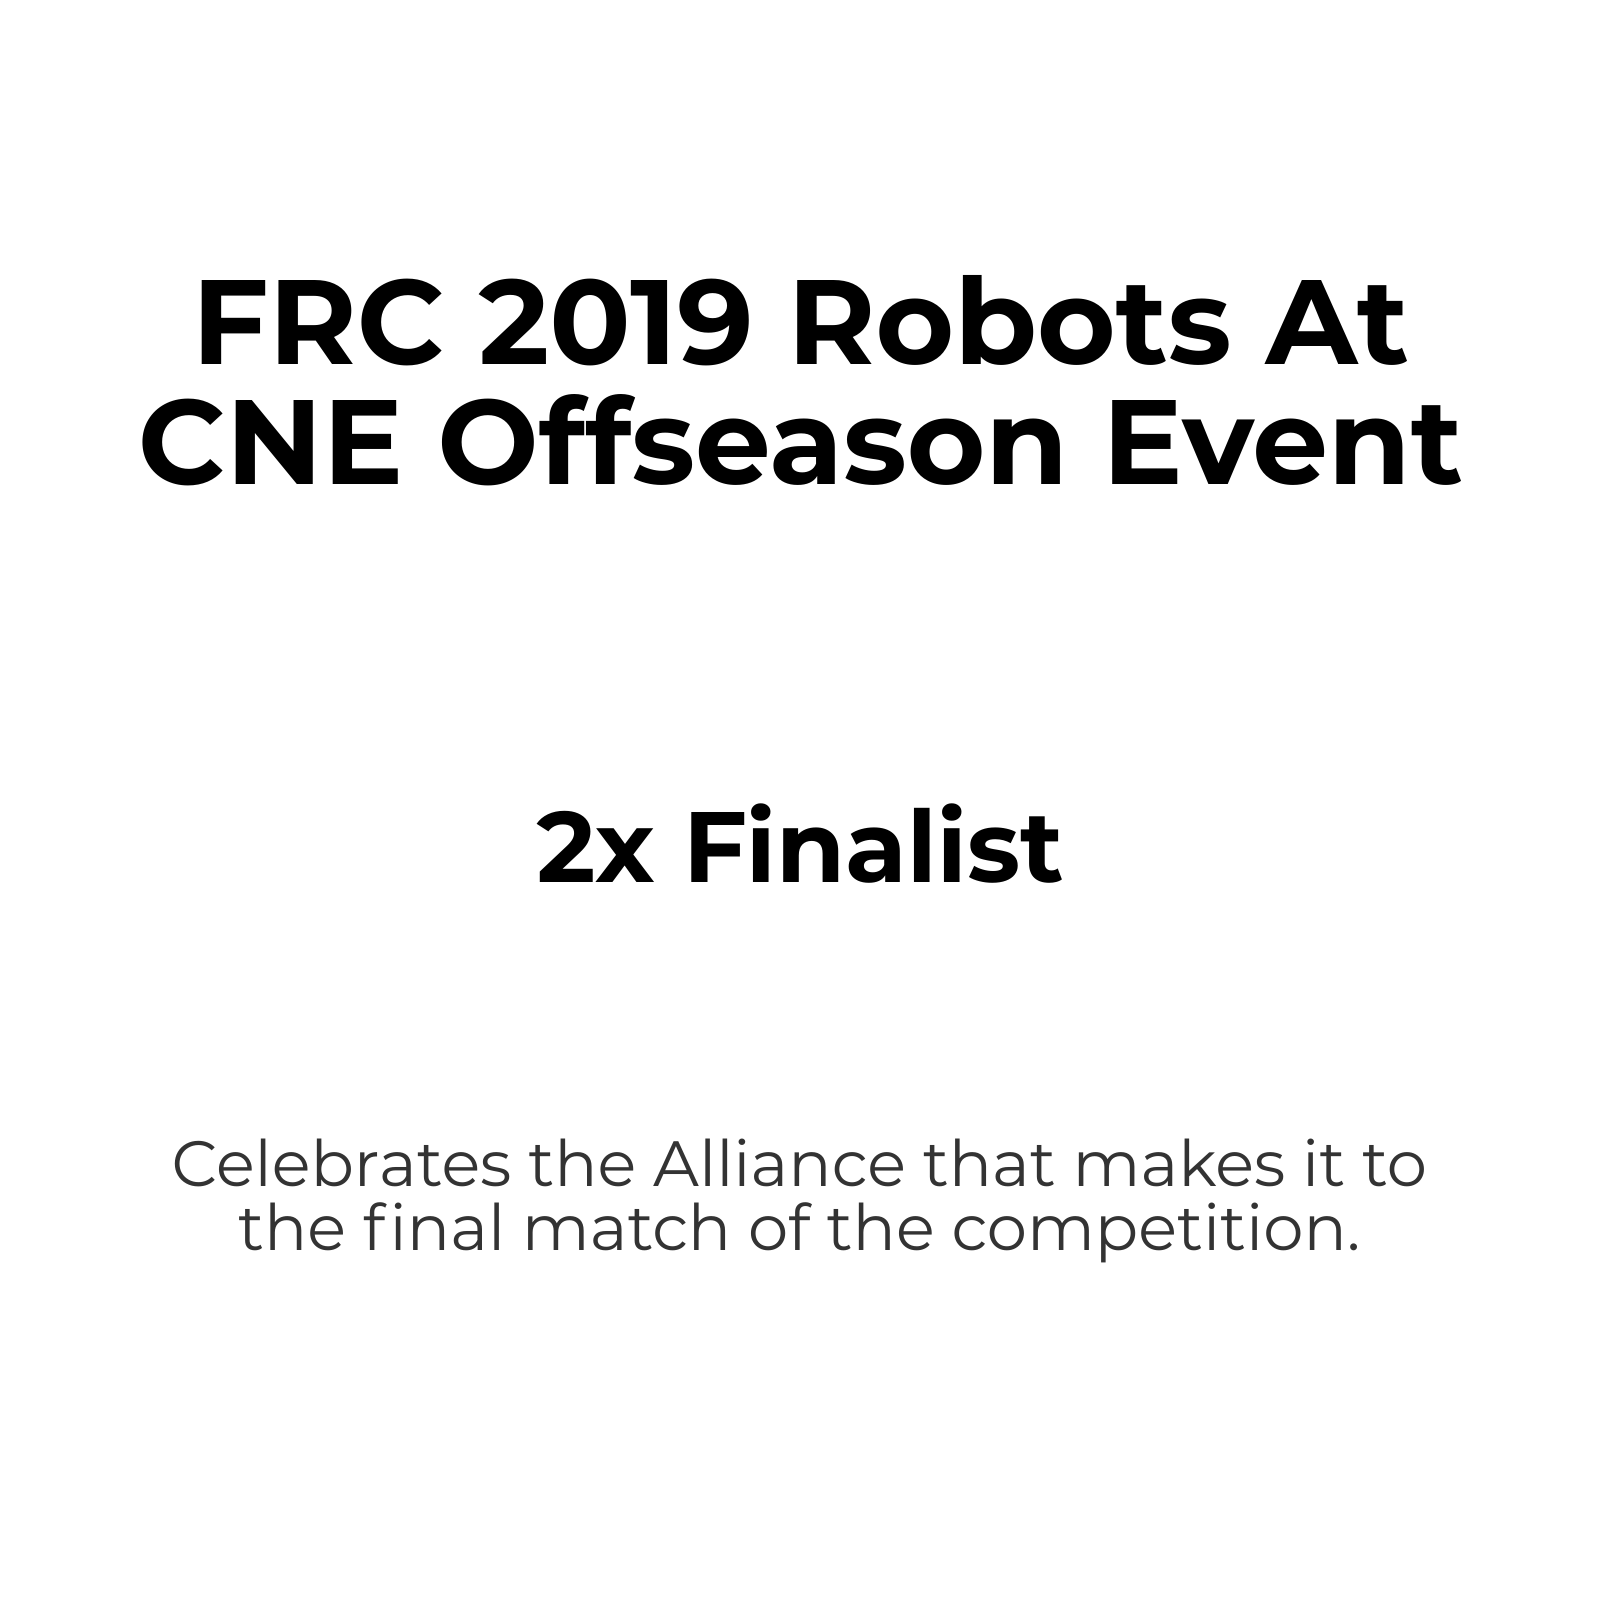 FRC 2019 Robots At
CNE Offseason Event
2x Finalist
Celebrates the Alliance that makes it to
the final match of the competition.